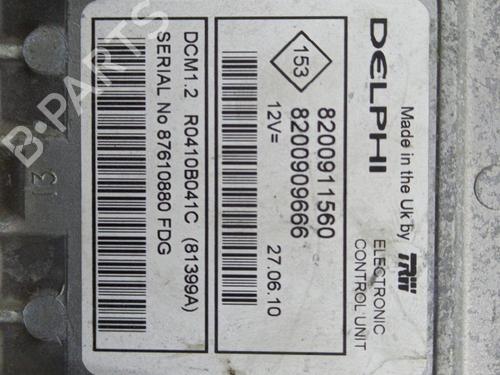 DELPHI
Made in the Uk by
TRW
ELECTRONIC
CONTROL UNIT
153
8200911560
8200909666
12V=
27.06.10
DCM1.2 R0410B041C (81399A)
SERIAL No 87610880 FDG
B-PARTS